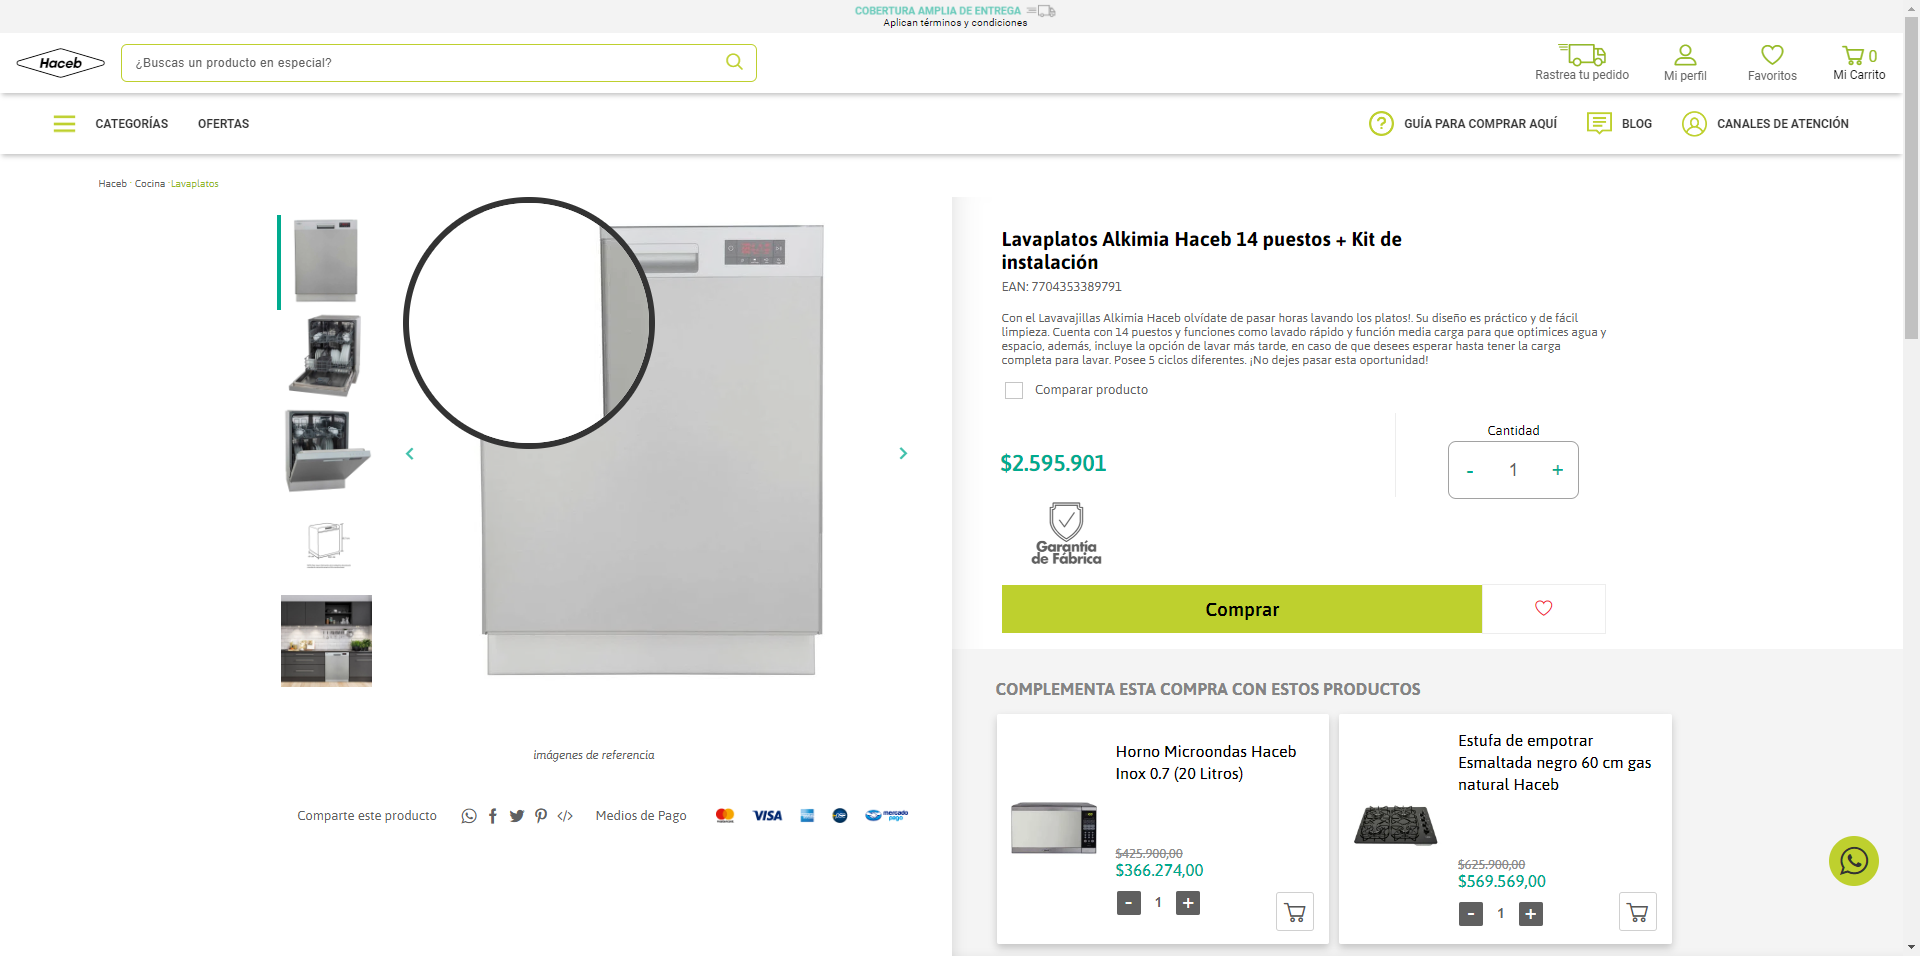 COBERTURA AMPLIA DE ENTREGA
Aplican términos y condiciones
Haceb
¿Buscas un producto en especial?
Rastrea tu pedido
Mi perfil
Favoritos
0
Mi Carrito
CATEGORÍAS
OFERTAS
GUÍA PARA COMPRAR AQUÍ
BLOG
CANALES DE ATENCIÓN
Haceb · Cocina · Lavaplatos
Lavaplatos Alkimia Haceb 14 puestos + Kit de
instalación
EAN: 7704353389791
Con el Lavavajillas Alkimia Haceb olvídate de pasar horas lavando los platos!. Su diseño es práctico y de fácil
limpieza. Cuenta con 14 puestos y funciones como lavado rápido y función media carga para que optimices agua y
espacio, además, incluye la opción de lavar más tarde, en caso de que desees esperar hasta tener la carga
completa para lavar. Posee 5 ciclos diferentes. ¡No dejes pasar esta oportunidad!
Comparar producto
$2.595.901
Cantidad
- 1 +
Garantía
de Fábrica
Comprar
imágenes de referencia
Comparte este producto
Medios de Pago
VISA
mercado
pago
COMPLEMENTA ESTA COMPRA CON ESTOS PRODUCTOS
Horno Microondas Haceb
Inox 0.7 (20 Litros)
$425.900,00
$366.274,00
- 1 +
Estufa de empotrar
Esmaltada negro 60 cm gas
natural Haceb
$625.900,00
$569.569,00
- 1 +